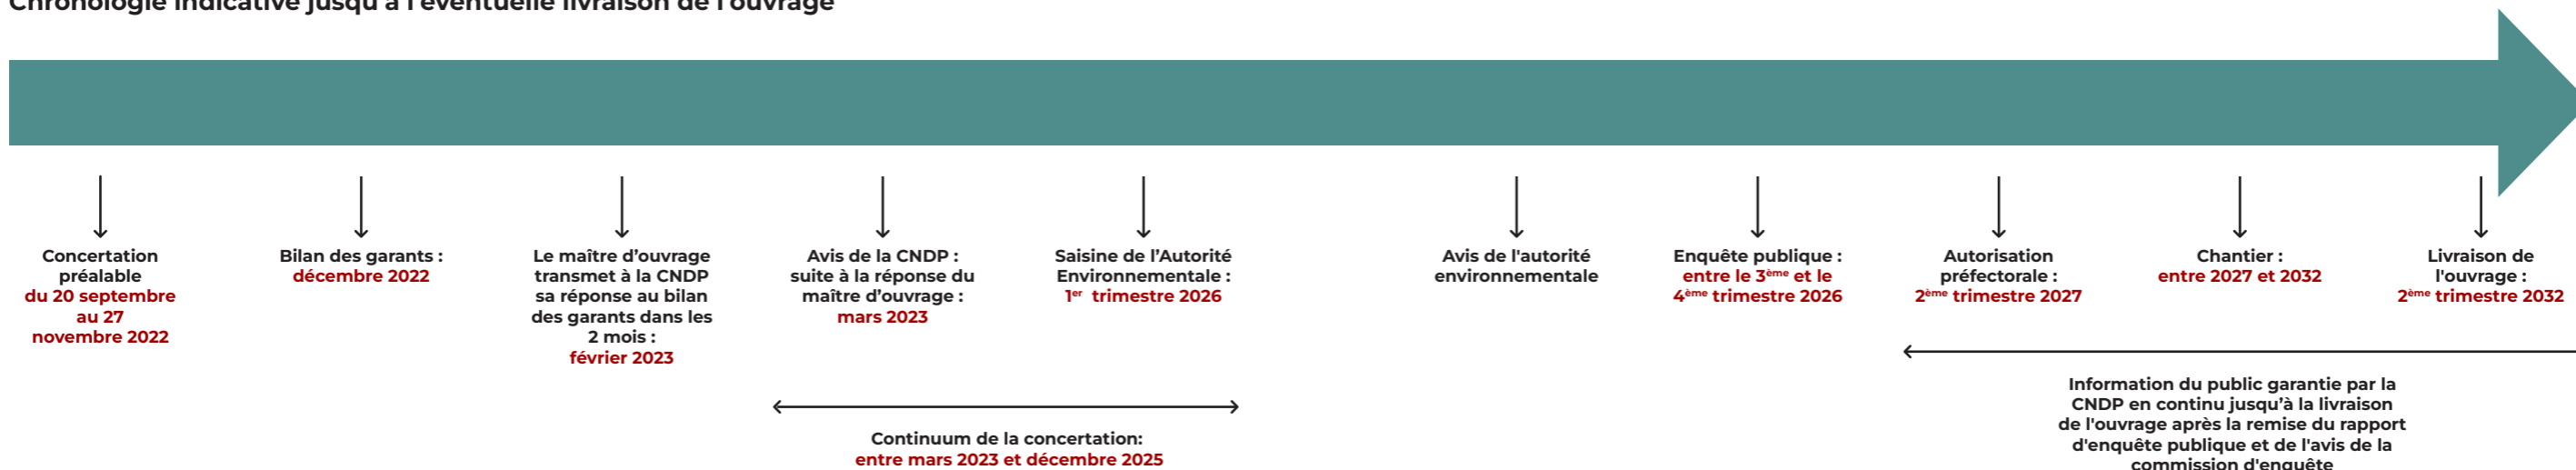 Chronologie indicative jusqu'à l'éventuelle livraison de l'ouvrage
Concertation
préalable
du 20 septembre
au 27
novembre 2022
Bilan des garants :
décembre 2022
Le maître d’ouvrage
transmet à la CNDP
sa réponse au bilan
des garants dans les
2 mois :
février 2023
Avis de la CNDP :
suite à la réponse du
maître d’ouvrage :
mars 2023
Saisine de l’Autorité
Environnementale :
1er trimestre 2026
Avis de l'autorité
environnementale
Enquête publique :
entre le 3ème et le
4ème trimestre 2026
Autorisation
préfectorale :
2ème trimestre 2027
Chantier :
entre 2027 et 2032
Livraison de
l'ouvrage :
2ème trimestre 2032
Continuum de la concertation:
entre mars 2023 et décembre 2025
Information du public garantie par la
CNDP en continu jusqu’à la livraison
de l'ouvrage après la remise du rapport
d'enquête publique et de l'avis de la
commission d'enquête